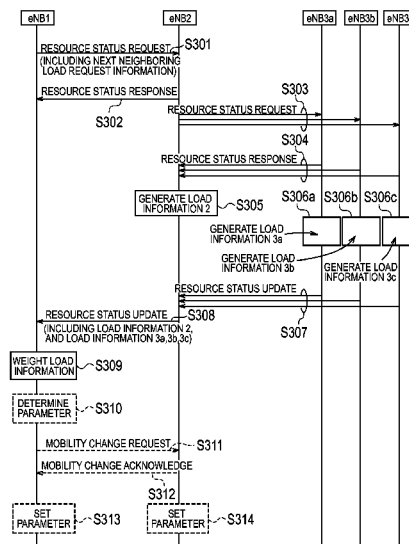 eNB1 eNB2 eNB3a eNB3b eNB3
RESOURCE STATUS REQUEST S301
(INCLUDING NEXT NEIGHBORING
LOAD REQUEST INFORMATION)
RESOURCE STATUS RESPONSE
S302
S303
RESOURCE STATUS REQUEST
S304
RESOURCE STATUS RESPONSE
GENERATE LOAD
INFORMATION 2
S305
S306a S306b S306c
GENERATE LOAD
INFORMATION 3a
GENERATE LOAD
INFORMATION 3b
GENERATE LOAD
INFORMATION 3c
RESOURCE STATUS UPDATE
S307
RESOURCE STATUS UPDATE S308
(INCLUDING LOAD INFORMATION 2,
AND LOAD INFORMATION 3a,3b,3c)
WEIGHT LOAD
INFORMATION
S309
DETERMINE
PARAMETER
S310
MOBILITY CHANGE REQUEST S311
MOBILITY CHANGE ACKNOWLEDGE
S312
SET
PARAMETER
S313
SET
PARAMETER
S314